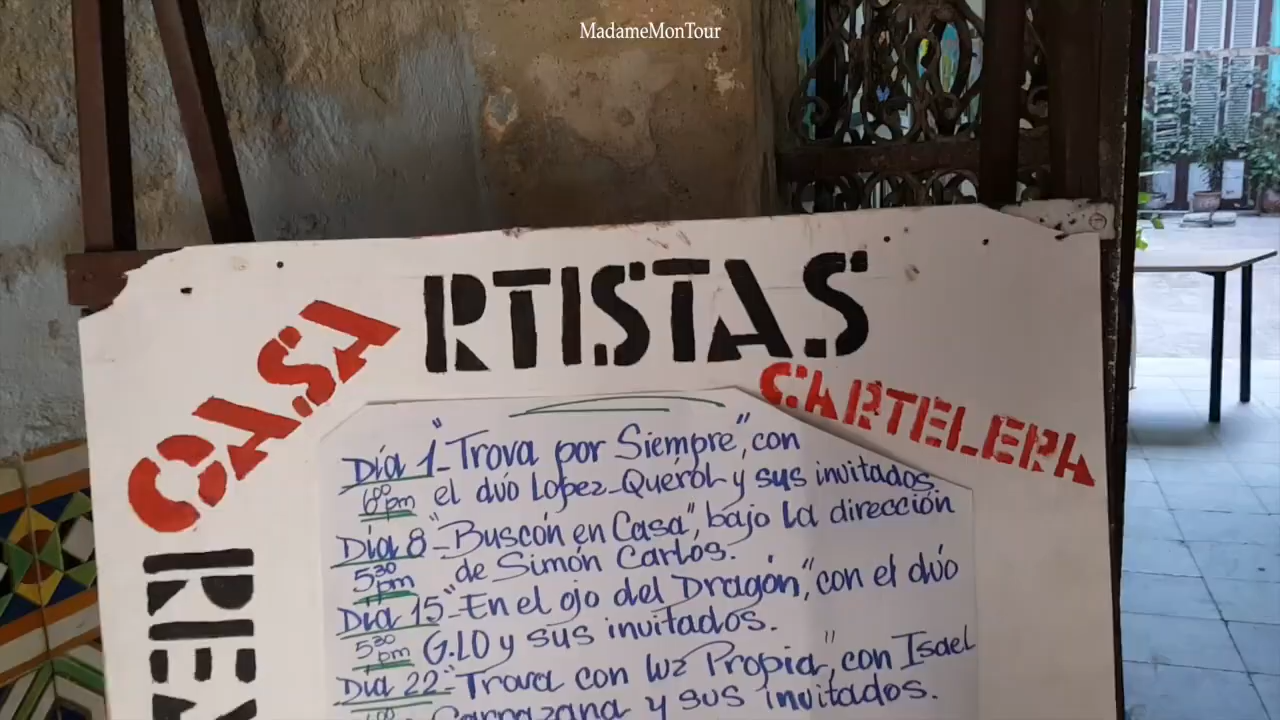 MadameMonTour
CASA
RTISTAS
CARTELERA
Día 1-"Trova por Siempre", con
6:00 pm el dúo Lopez-Querol y sus invitados.
Día 8-"Buscón en Casa", bajo la dirección
5:30 pm de Simón Carlos.
Día 15-"En el ojo del Dragón," con el dúo
5:30 pm G.LO y sus invitados.
Día 22-"Trova con luz Propia", con Isael
Carrazana y sus invitados.